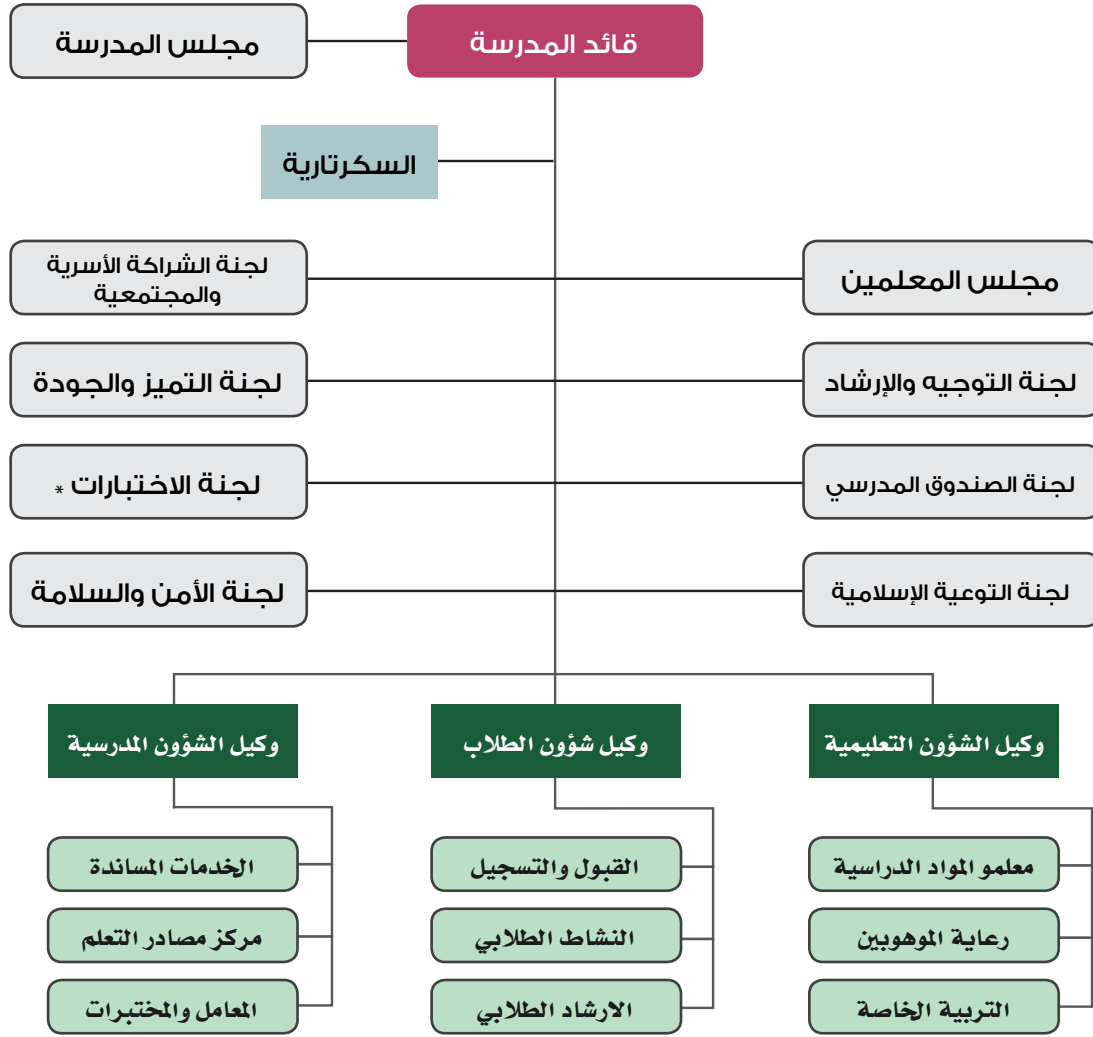 قائد المدرسة
مجلس المدرسة
السكرتارية
مجلس المعلمين
لجنة الشراكة الأسرية
والمجتمعية
لجنة التوجيه والإرشاد
لجنة التميز والجودة
لجنة الصندوق المدرسي
لجنة الاختبارات *
لجنة التوعية الإسلامية
لجنة الأمن والسلامة
وكيل الشؤون التعليمية
وكيل شؤون الطلاب
وكيل الشؤون المدرسية
معلمو المواد الدراسية
القبول والتسجيل
الخدمات المساندة
رعاية الموهوبين
النشاط الطلابي
مركز مصادر التعلم
التربية الخاصة
الارشاد الطلابي
المعامل والمختبرات